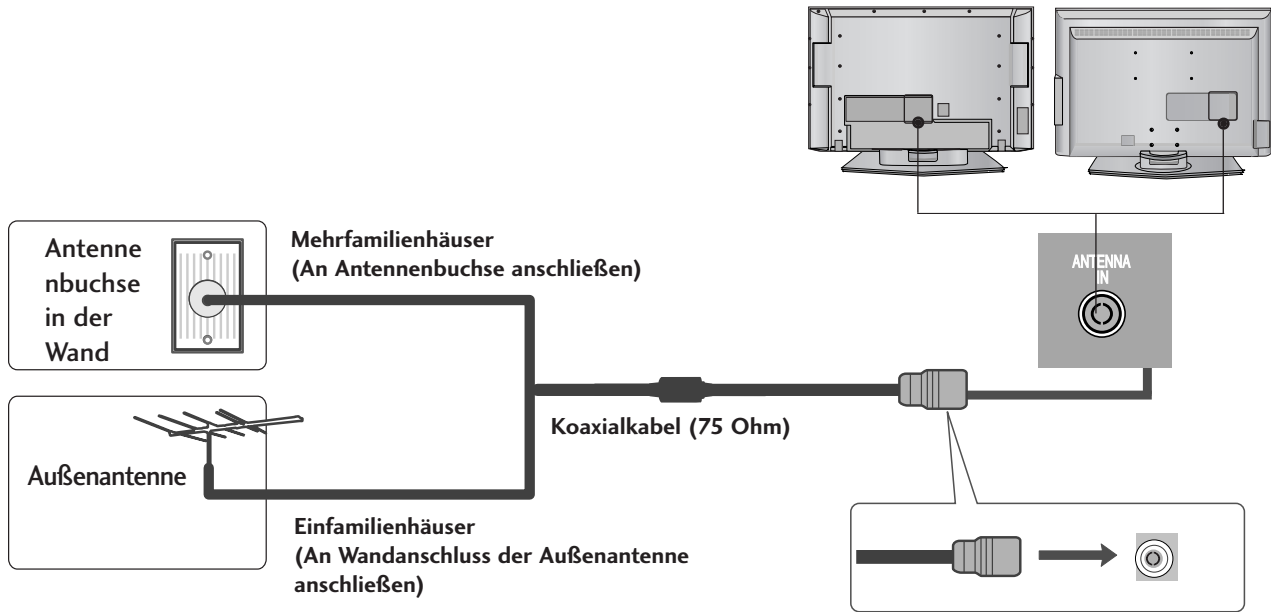 Antenne
nbuchse
in der
Wand
Mehrfamilienhäuser
(An Antennenbuchse anschließen)
ANTENNA
IN
Koaxialkabel (75 Ohm)
Außenantenne
Einfamilienhäuser
(An Wandanschluss der Außenantenne
anschließen)